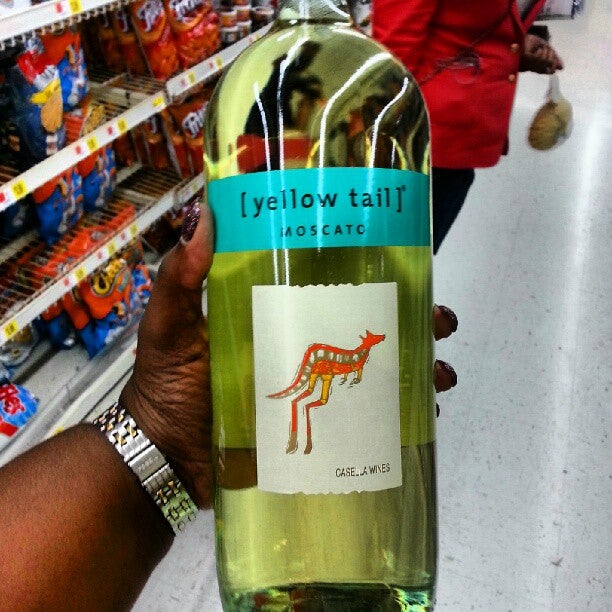 [yellow tail]®
MOSCATO
CASELLA WINES